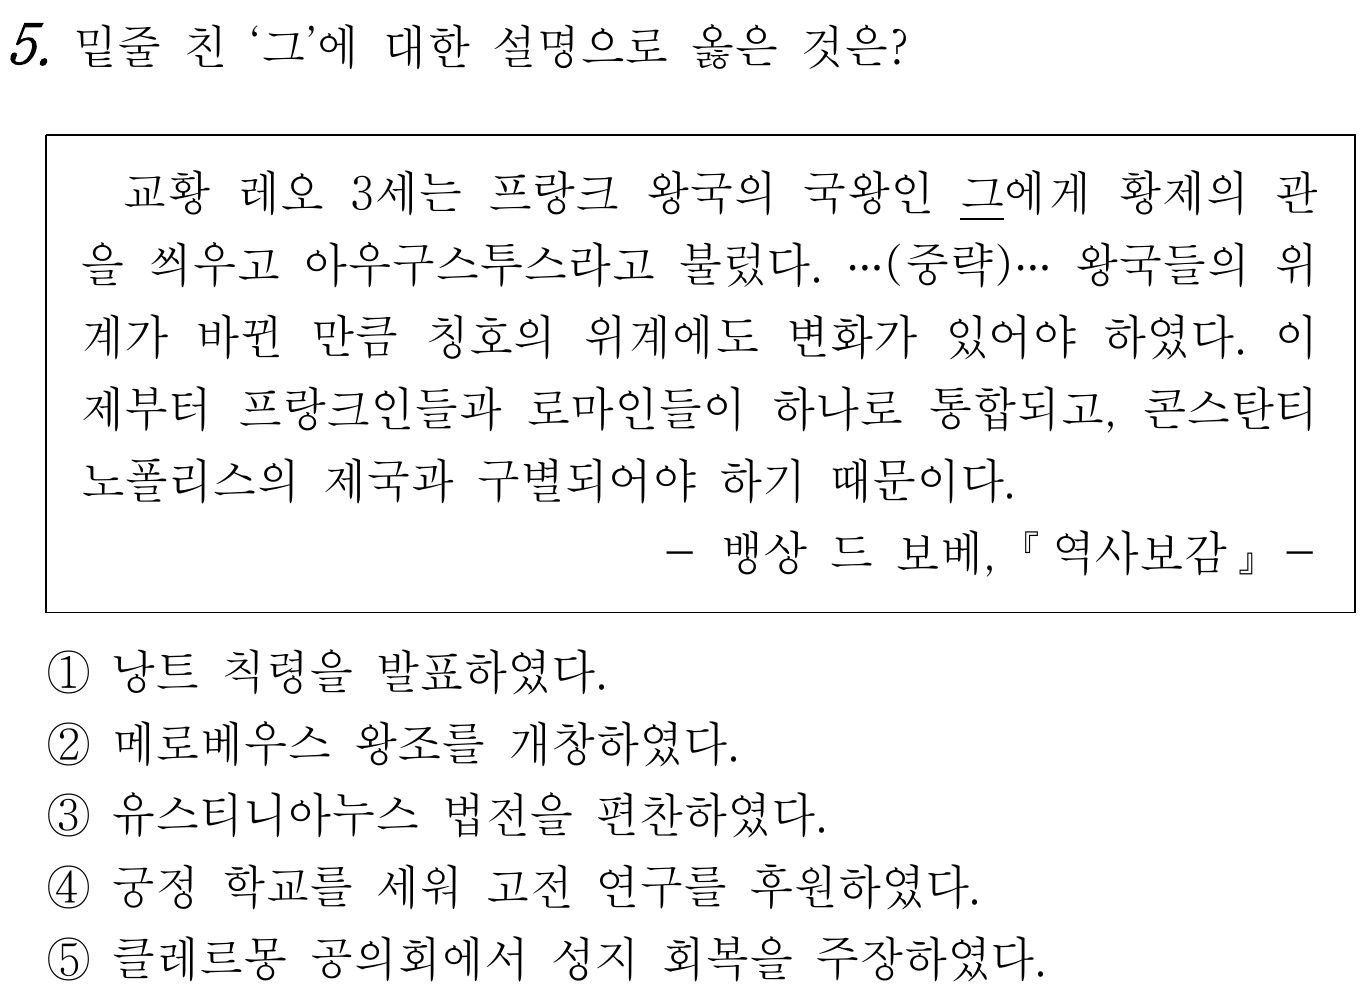 5. 밑줄 친 ‘그’에 대한 설명으로 옳은 것은?
교황 레오 3세는 프랑크 왕국의 국왕인 그에게 황제의 관
을 씌우고 아우구스투스라고 불렀다. …(중략)… 왕국들의 위
계가 바뀐 만큼 칭호의 위계에도 변화가 있어야 하였다. 이
제부터 프랑크인들과 로마인들이 하나로 통합되고, 콘스탄티
노폴리스의 제국과 구별되어야 하기 때문이다.
－ 뱅상 드 보베, 『역사보감』 －
① 낭트 칙령을 발표하였다.
② 메로베우스 왕조를 개창하였다.
③ 유스티니아누스 법전을 편찬하였다.
④ 궁정 학교를 세워 고전 연구를 후원하였다.
⑤ 클레르몽 공의회에서 성지 회복을 주장하였다.